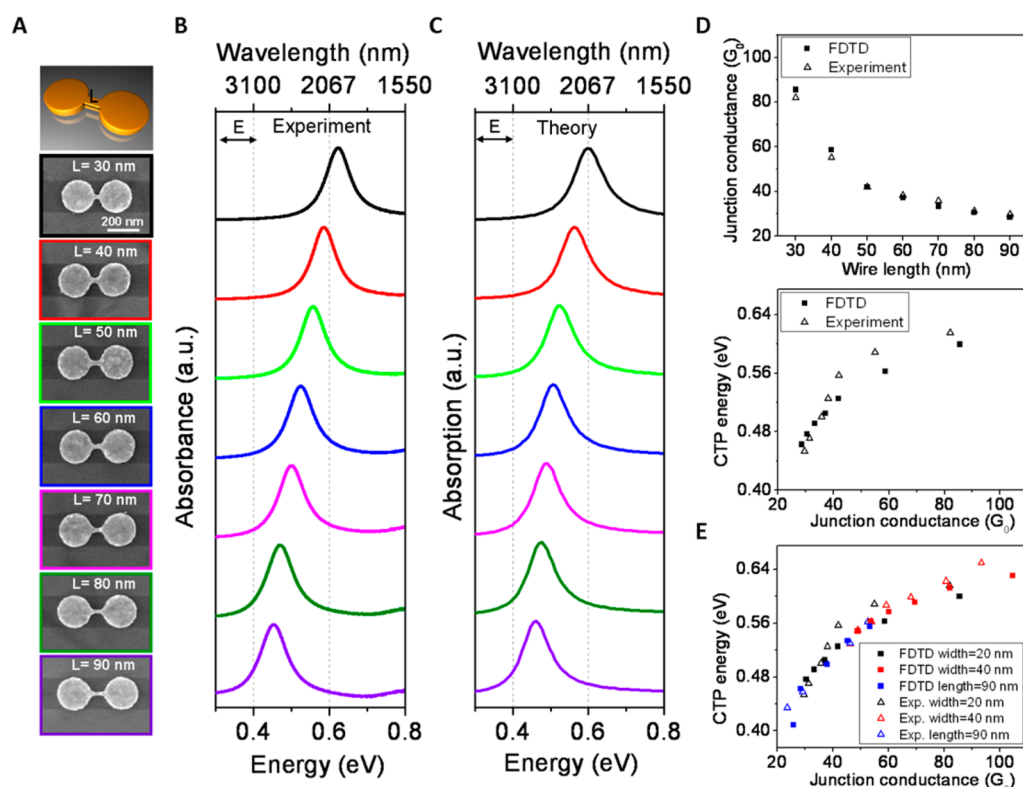 A
L
L= 30 nm
200 nm
L= 40 nm
L= 50 nm
L= 60 nm
L= 70 nm
L= 80 nm
L= 90 nm
B
Wavelength (nm)
3100 2067 1550
E
Experiment
Absorbance (a.u.)
0.4 0.6 0.8
Energy (eV)
C
Wavelength (nm)
3100 2067 1550
E
Theory
Absorption (a.u.)
0.4 0.6 0.8
Energy (eV)
D
Junction conductance (G₀)
100
80
60
40
20
FDTD
Experiment
30 40 50 60 70 80 90
Wire length (nm)
CTP energy (eV)
0.64
0.56
0.48
0.40
FDTD
Experiment
20 40 60 80 100
Junction conductance (G₀)
E
CTP energy (eV)
0.64
0.56
0.48
0.40
FDTD width=20 nm
FDTD width=40 nm
FDTD length=90 nm
Exp. width=20 nm
Exp. width=40 nm
Exp. length=90 nm
20 40 60 80 100
Junction conductance (G₀)